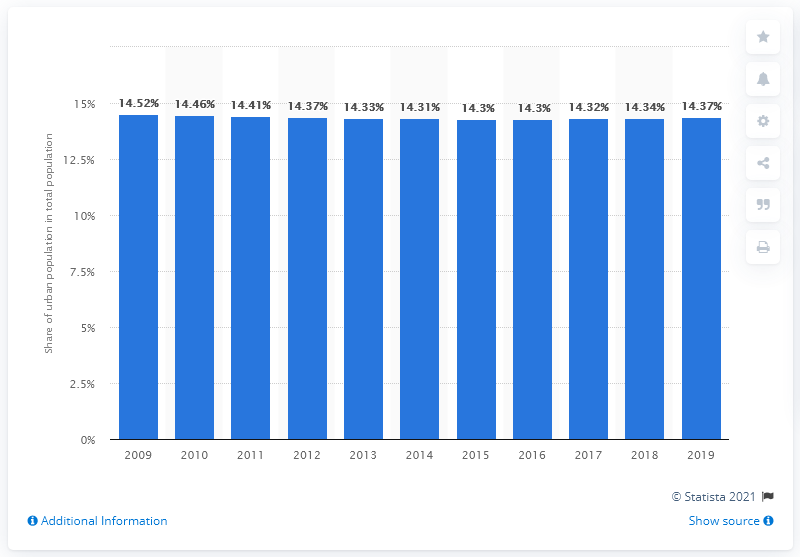 14.52% 14.46% 14.41% 14.37% 14.33% 14.31% 14.3% 14.3% 14.32% 14.34% 14.37%
15%
12.5%
10%
7.5%
5%
2.5%
0%
Share of urban population in total population
2009 2010 2011 2012 2013 2014 2015 2016 2017 2018 2019
© Statista 2021
Additional Information
Show source